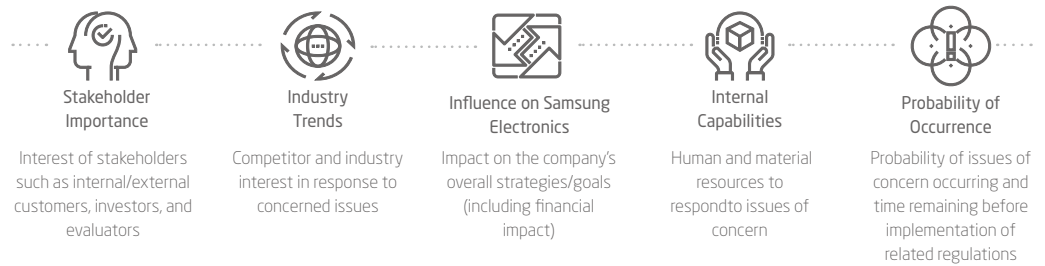 Stakeholder
Importance
Interest of stakeholders
such as internal/external
customers, investors, and
evaluators
Industry
Trends
Competitor and industry
interest in response to
concerned issues
Influence on Samsung
Electronics
Impact on the company's
overall strategies/goals
(including financial
impact)
Internal
Capabilities
Human and material
resources to
respondto issues of
concern
Probability of
Occurrence
Probability of issues of
concern occurring and
time remaining before
implementation of
related regulations